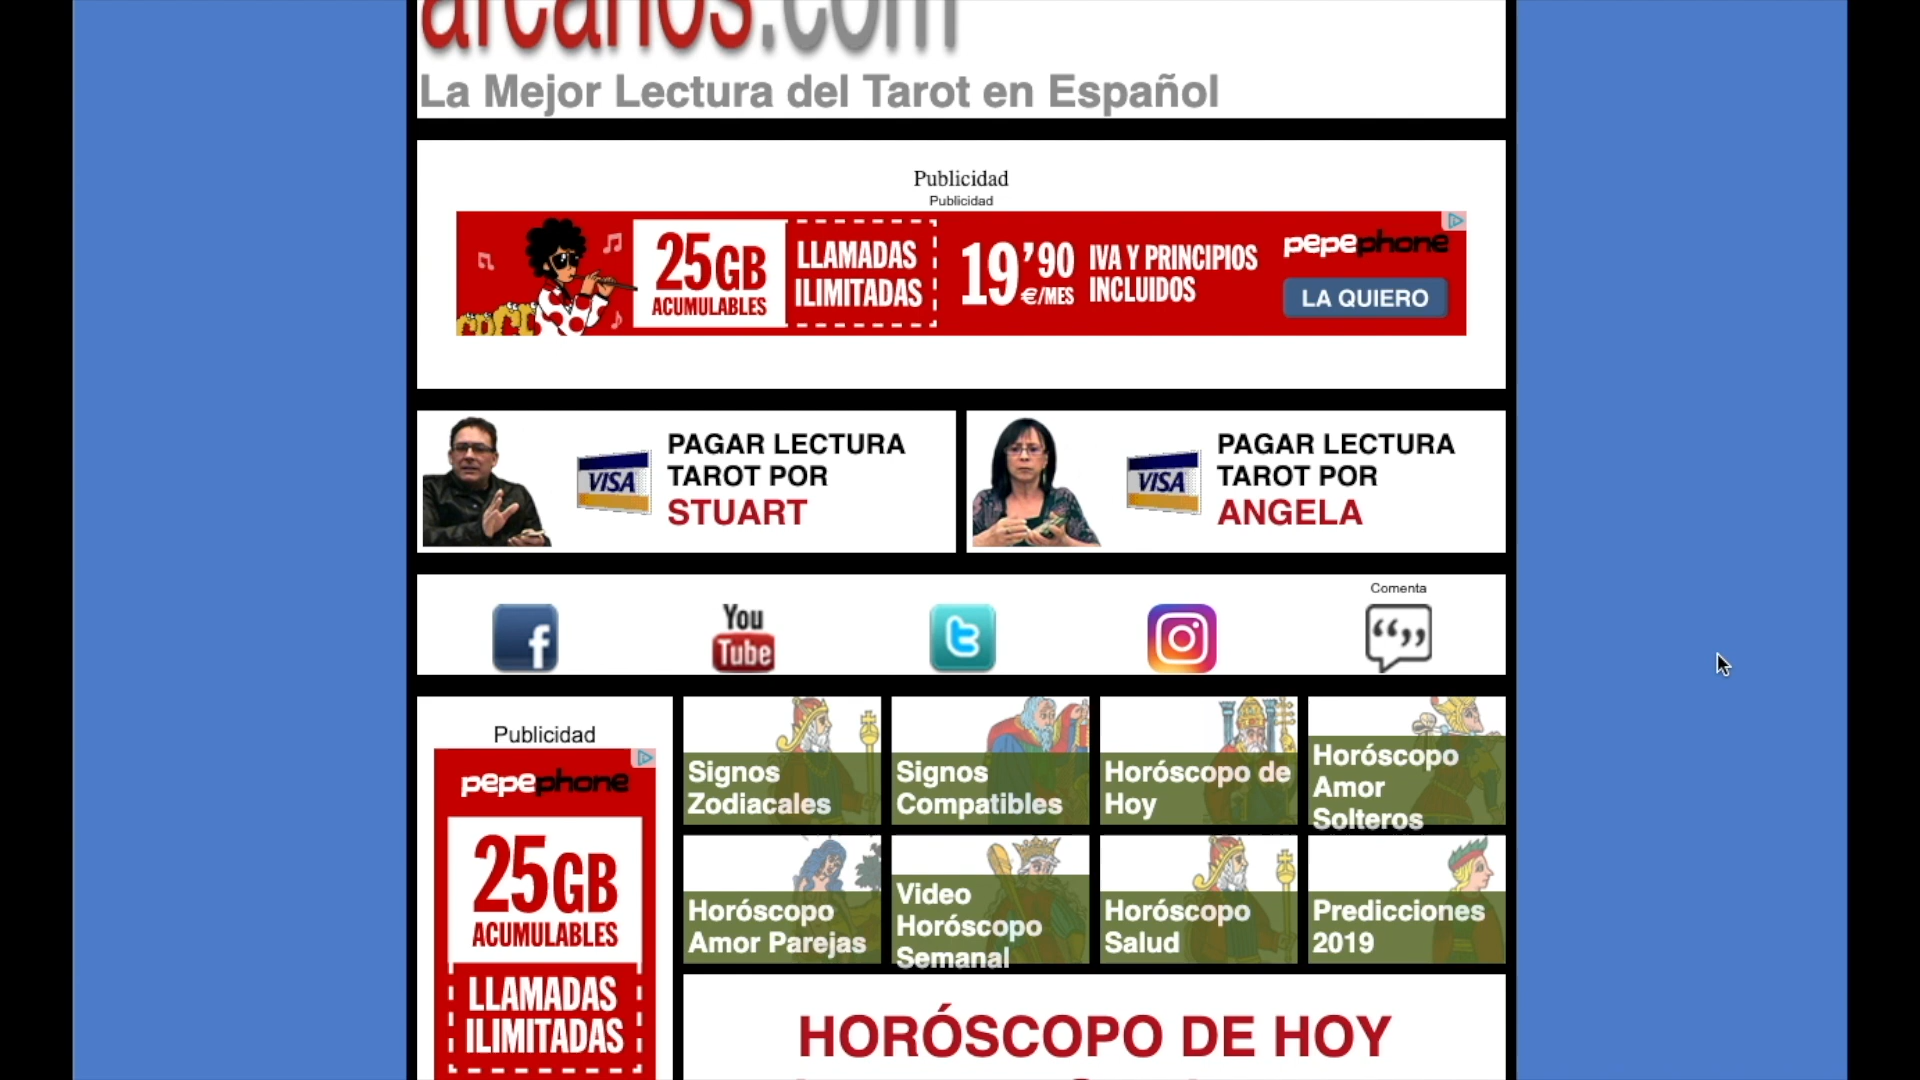 arcanos.com
La Mejor Lectura del Tarot en Español
Publicidad
Publicidad
25GB
ACUMULABLES
LLAMADAS
ILIMITADAS
19'90
€/MES
IVA Y PRINCIPIOS
INCLUIDOS
pepephone
LA QUIERO
VISA
PAGAR LECTURA
TAROT POR
STUART
VISA
PAGAR LECTURA
TAROT POR
ANGELA
f
You
Tube
t
Comenta
Publicidad
pepephone
25GB
ACUMULABLES
LLAMADAS
ILIMITADAS
Signos
Zodiacales
Signos
Compatibles
Horóscopo de
Hoy
Horóscopo
Amor
Solteros
Horóscopo
Amor Parejas
Video
Horóscopo
Semanal
Horóscopo
Salud
Predicciones
2019
HORÓSCOPO DE HOY